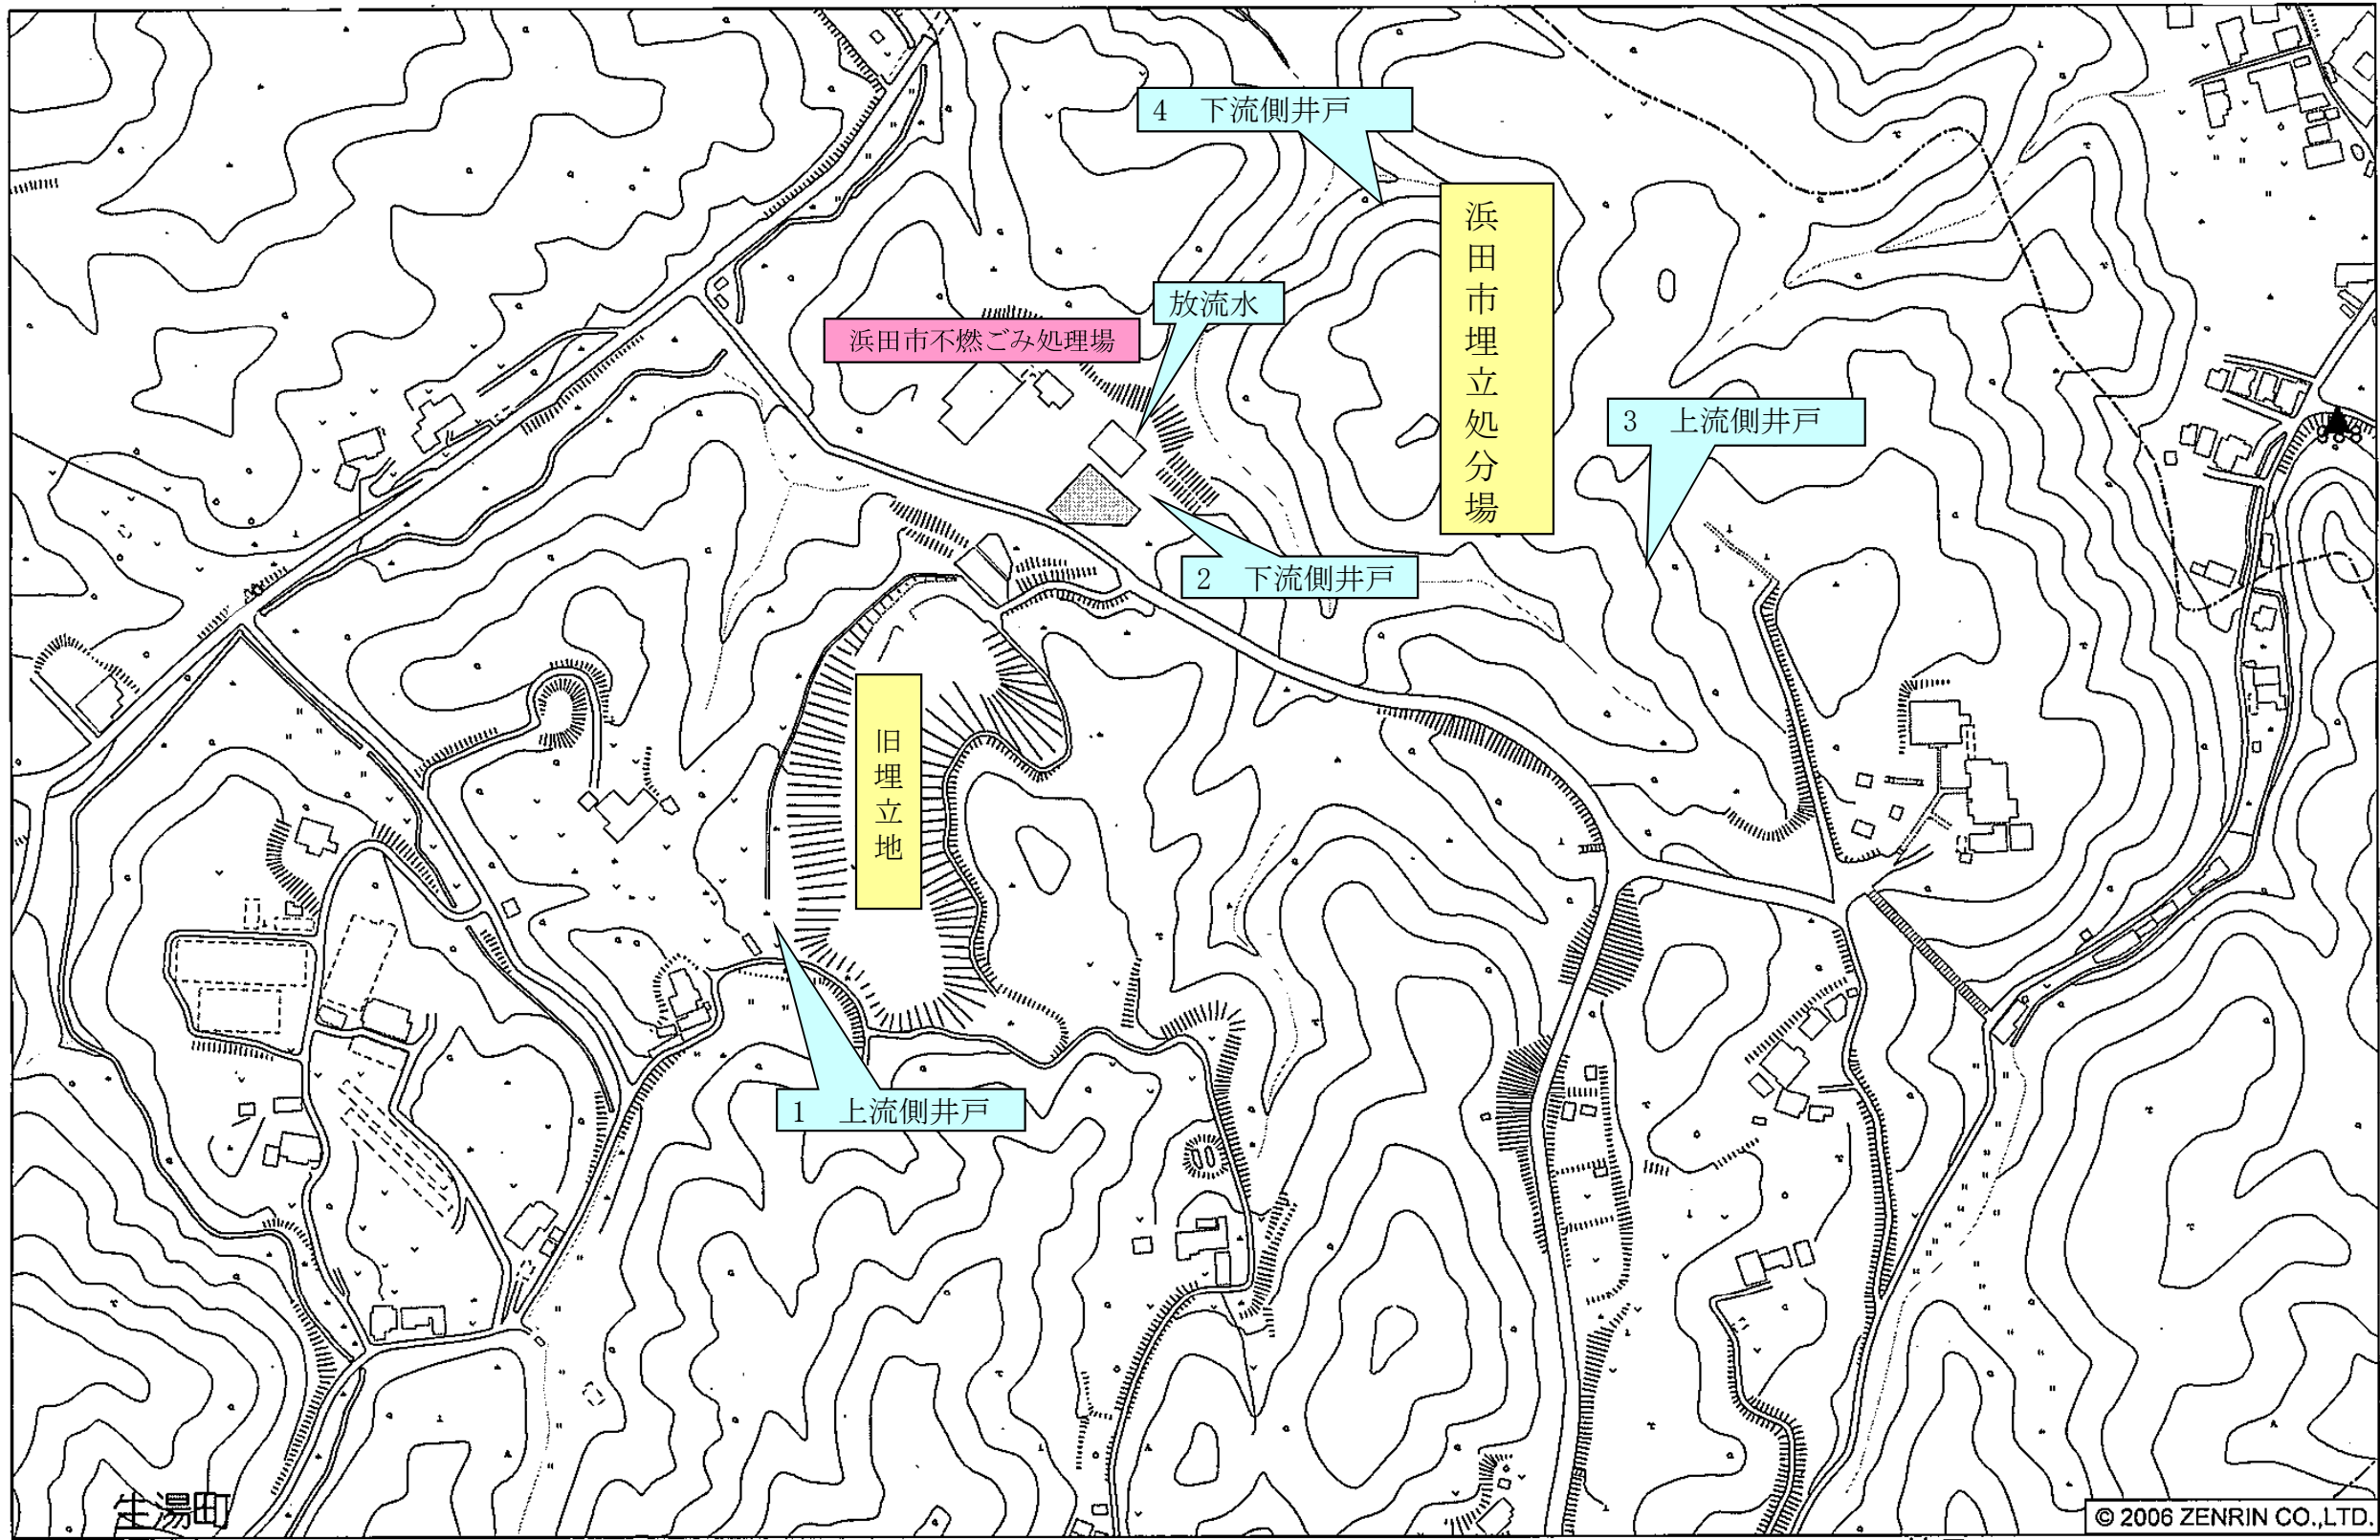 4 下流側井戸
浜田市埋立処分場
放流水
浜田市不燃ごみ処理場
3 上流側井戸
2 下流側井戸
旧埋立地
1 上流側井戸
生湯町
© 2006 ZENRIN CO.,LTD.